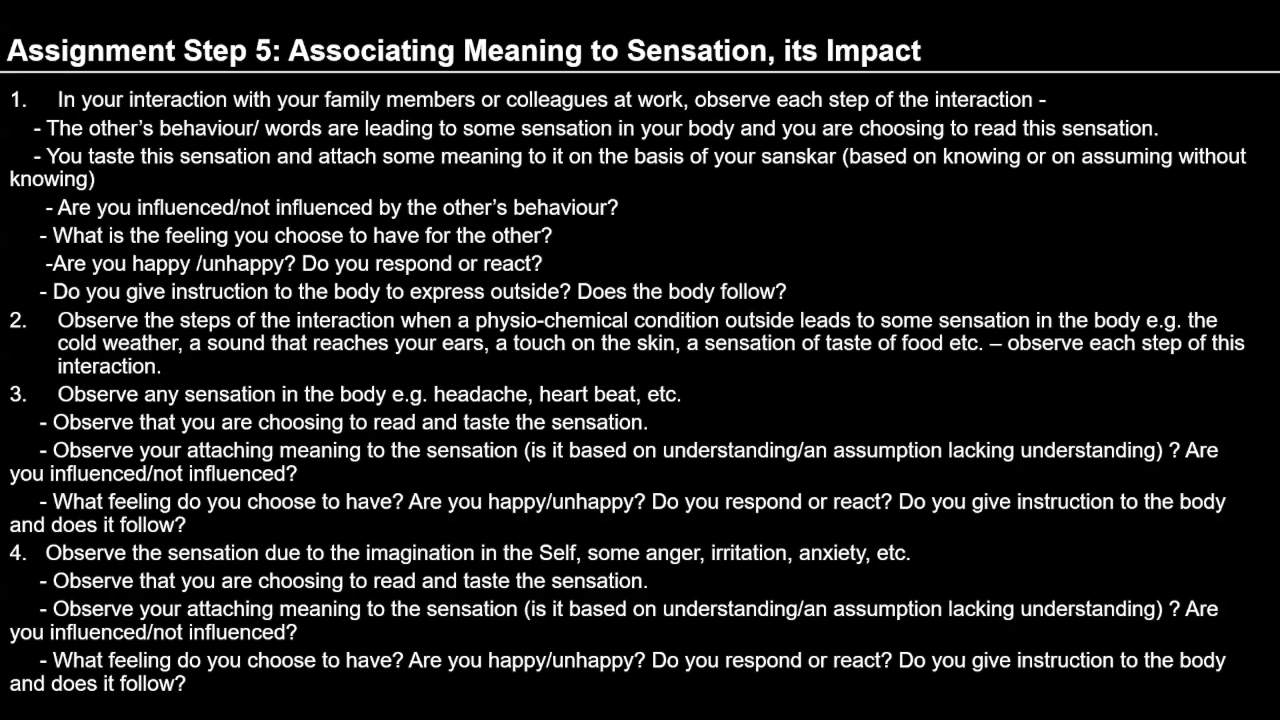 Assignment Step 5: Associating Meaning to Sensation, its Impact
1. In your interaction with your family members or colleagues at work, observe each step of the interaction -
- The other's behaviour/ words are leading to some sensation in your body and you are choosing to read this sensation.
- You taste this sensation and attach some meaning to it on the basis of your sanskar (based on knowing or on assuming without
knowing)
- Are you influenced/not influenced by the other's behaviour?
- What is the feeling you choose to have for the other?
-Are you happy /unhappy? Do you respond or react?
- Do you give instruction to the body to express outside? Does the body follow?
2. Observe the steps of the interaction when a physio-chemical condition outside leads to some sensation in the body e.g. the
cold weather, a sound that reaches your ears, a touch on the skin, a sensation of taste of food etc. – observe each step of this
interaction.
3. Observe any sensation in the body e.g. headache, heart beat, etc.
- Observe that you are choosing to read and taste the sensation.
- Observe your attaching meaning to the sensation (is it based on understanding/an assumption lacking understanding) ? Are
you influenced/not influenced?
- What feeling do you choose to have? Are you happy/unhappy? Do you respond or react? Do you give instruction to the body
and does it follow?
4. Observe the sensation due to the imagination in the Self, some anger, irritation, anxiety, etc.
- Observe that you are choosing to read and taste the sensation.
- Observe your attaching meaning to the sensation (is it based on understanding/an assumption lacking understanding) ? Are
you influenced/not influenced?
- What feeling do you choose to have? Are you happy/unhappy? Do you respond or react? Do you give instruction to the body
and does it follow?